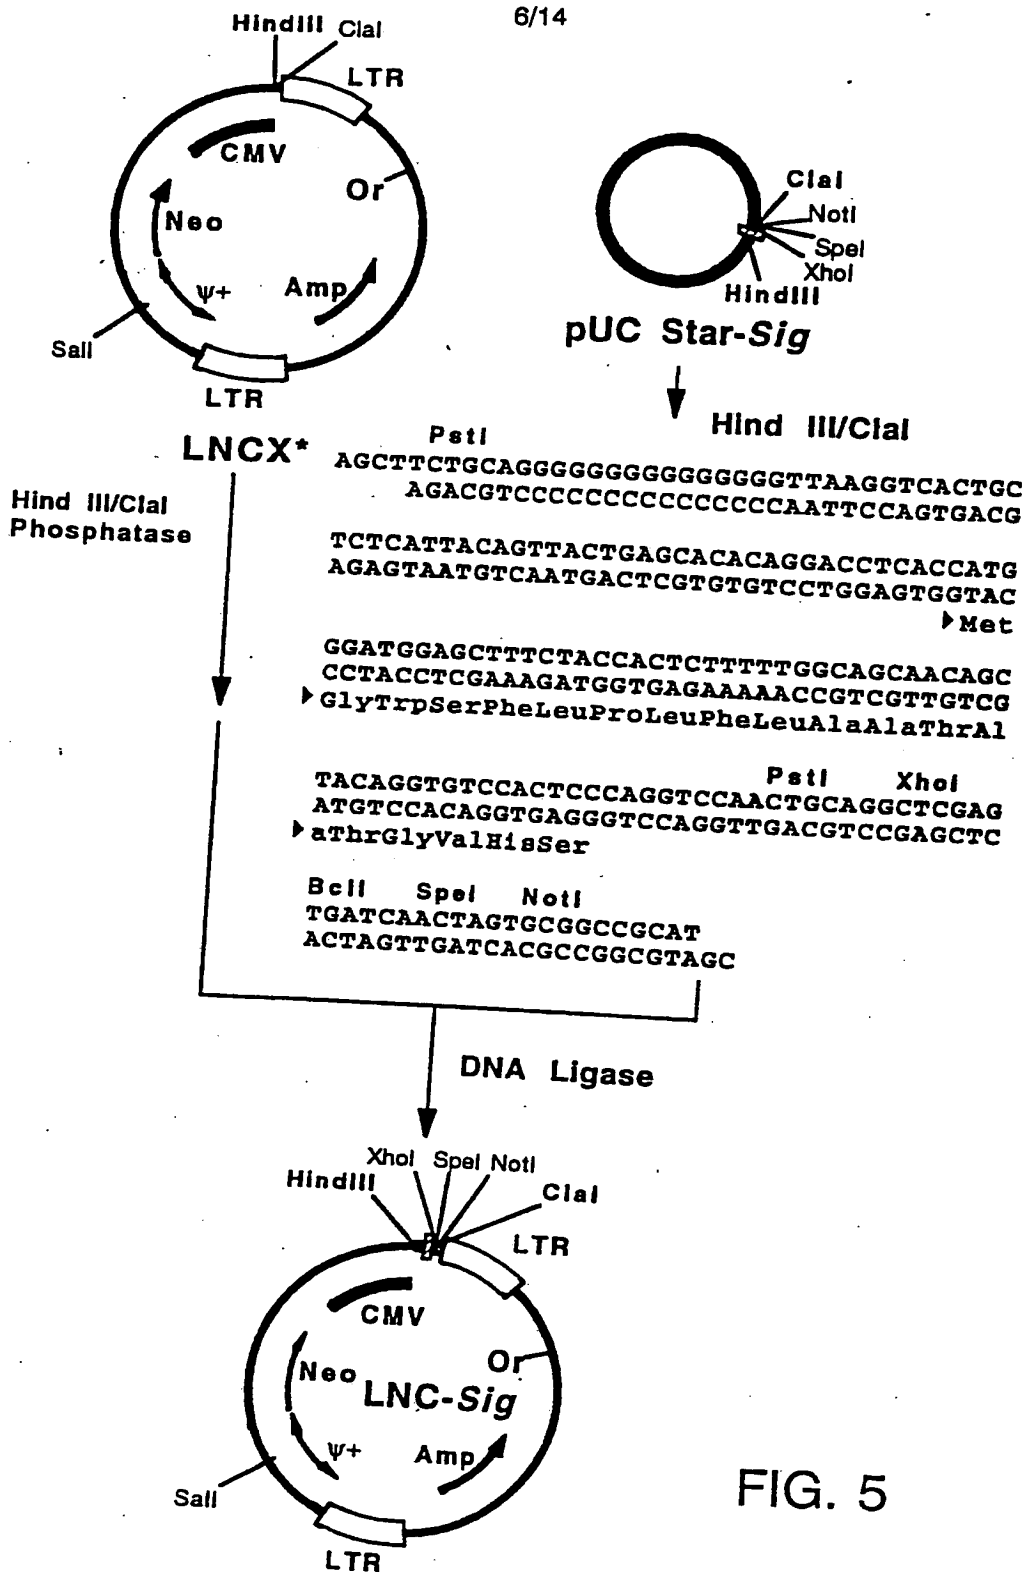 6/14
HindIII ClaI
LTR
CMV
Or
Neo
Amp
ψ+
SalI
LTR
LNCX*
ClaI
NotI
SpeI
XhoI
HindIII
pUC Star-Sig
Hind III/ClaI
Hind III/ClaI
Phosphatase
PstI
AGCTTCTGCAGGGGGGGGGGGGGGGTTAAGGTCACTGC
AGACGTCCCCCCCCCCCCCCCAATTCCAGTGACG
TCTCATTACAGTTACTGAGCACACAGGACCTCACCATG
AGAGTAATGTCAATGACTCGTGTGTCCTGGAGTGGTAC
Met
GGATGGAGCTTTCTACCACTCTTTTTGGCAGCAACAGC
CCTACCTCGAAAGATGGTGAGAAAAACCGTCGTTGTCG
GlyTrpSerPheLeuProLeuPheLeuAlaAlaThrAl
PstI XhoI
TACAGGTGTCCACTCCCAGGTCCAACTGCAGGCTCGAG
ATGTCCACAGGTGAGGGTCCAGGTTGACGTCCGAGCTC
aThrGlyValHisSer
BclI SpeI NotI
TGATCAACTAGTGCGGCCGCAT
ACTAGTTGATCACGCCGGCGTAGC
DNA Ligase
XhoI SpeI NotI
HindIII
ClaI
LTR
CMV
Or
Neo
LNC-Sig
ψ+
Amp
SalI
LTR
FIG. 5